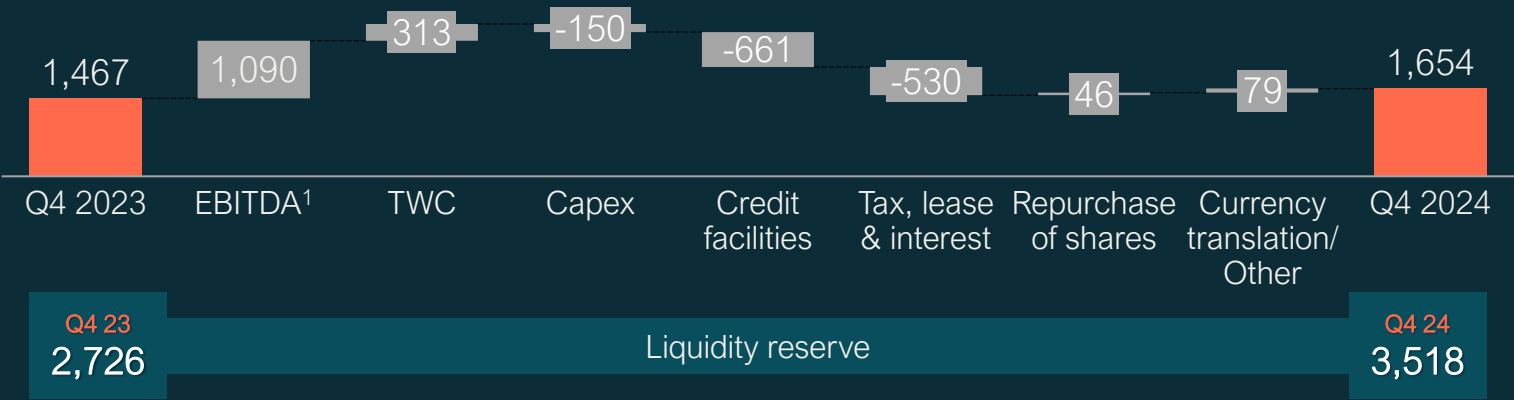 1,467
1,090
313
-150
-661
-530
46
79
1,654
Q4 2023
EBITDA¹
TWC
Capex
Credit
facilities
Tax, lease
& interest
Repurchase
of shares
Currency
translation/
Other
Q4 2024
Q4 23
2,726
Liquidity reserve
Q4 24
3,518